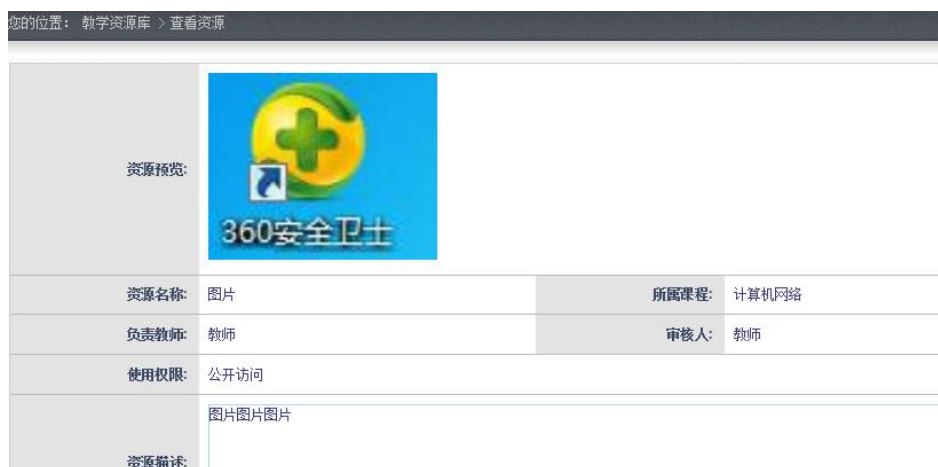 您的位置： 教学资源库 > 查看资源
资源预览:
360安全卫士
资源名称: 图片 所属课程: 计算机网络
负责教师: 教师 审核人: 教师
使用权限: 公开访问
图片图片图片
资源描述: